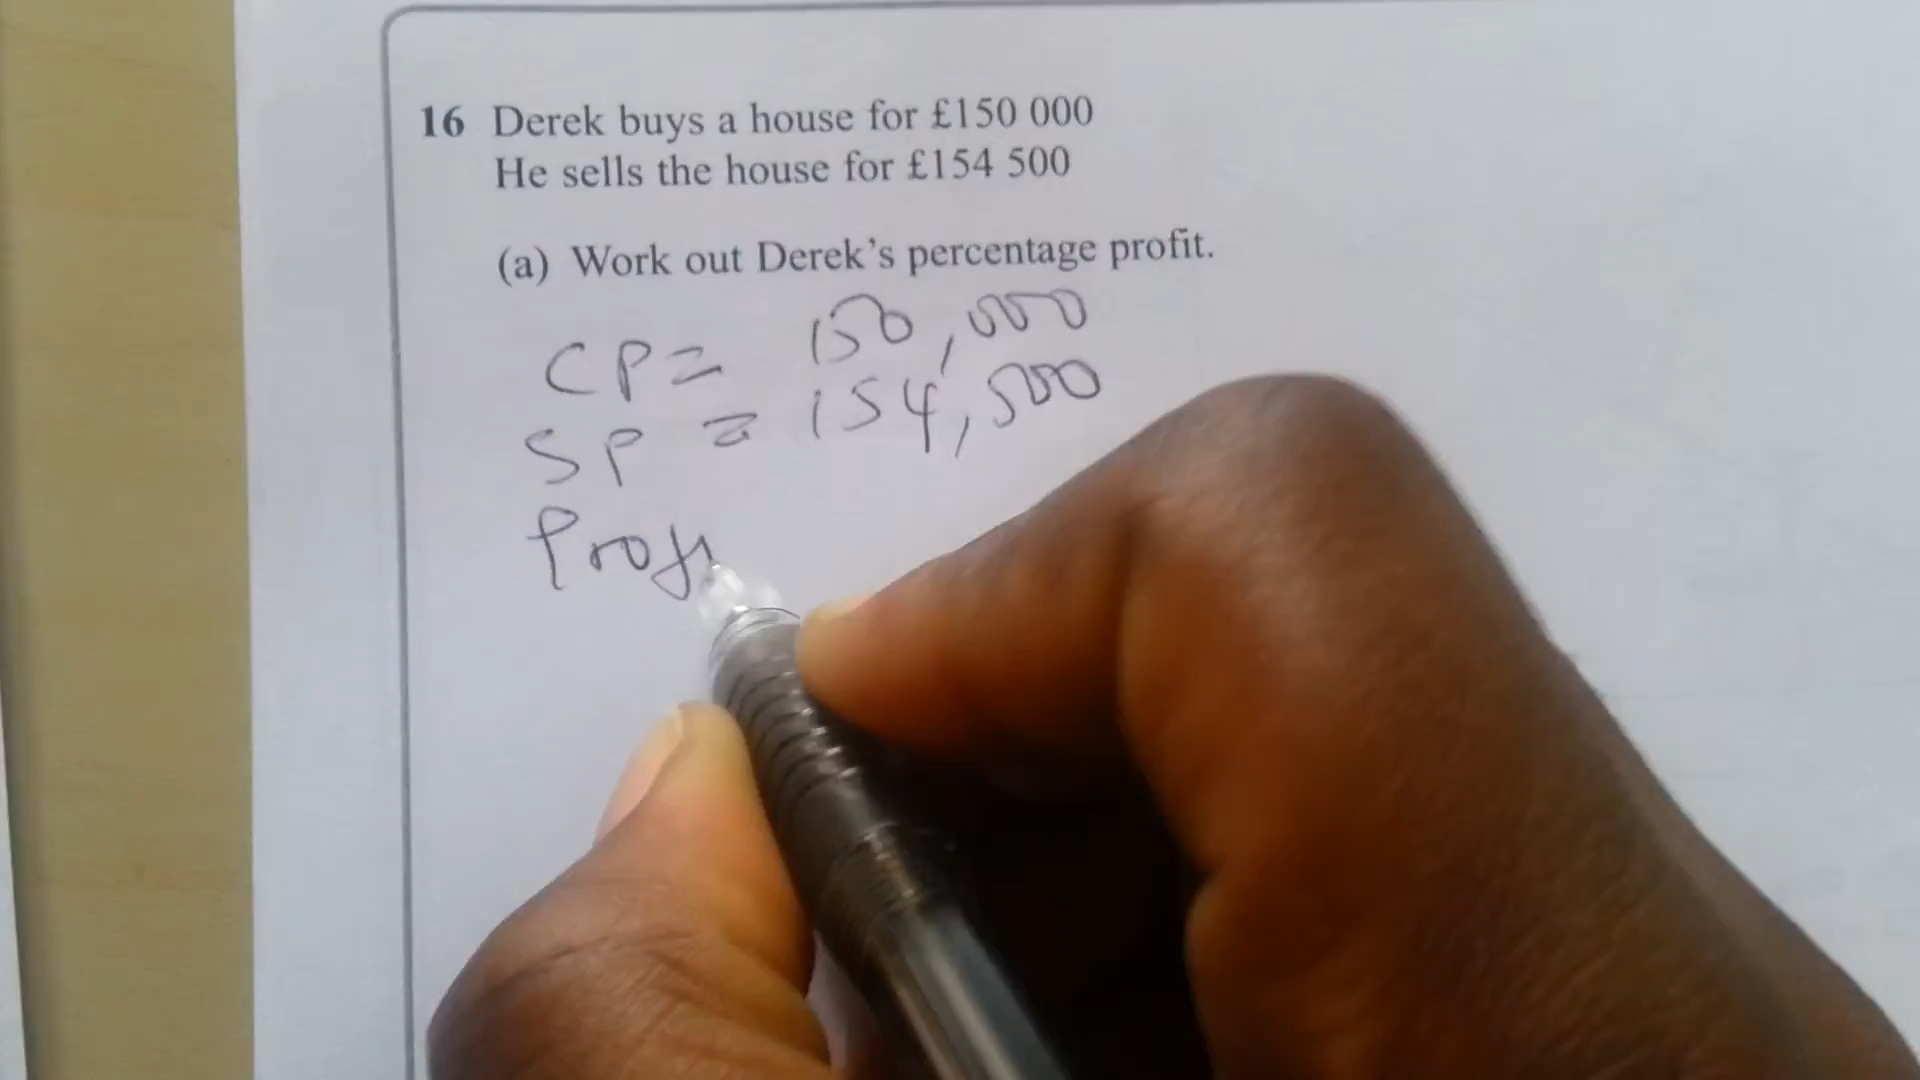 16 Derek buys a house for £150 000
He sells the house for £154 500
(a) Work out Derek's percentage profit.
CP= 150,000
SP = 154,500
Profi